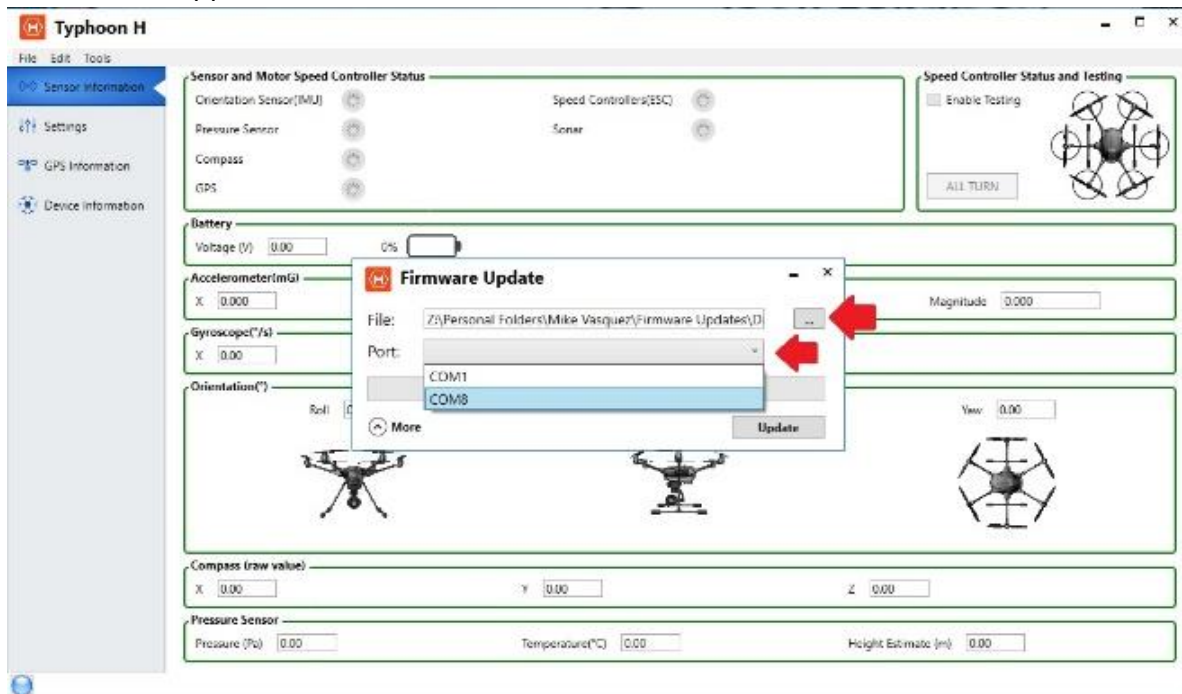 Typhoon H
File Edit Tools
Sensor Information
Settings
GPS Information
Device Information
Sensor and Motor Speed Controller Status
Orientation Sensor(IMU)
Speed Controllers(ESC)
Pressure Sensor
Sonar
Compass
GPS
Speed Controller Status and Testing
Enable Testing
ALL TURN
Battery
Voltage (V) 0.00 0%
Accelerometer(mG)
X 0.000 Magnitude 0.000
Gyroscope(°/s)
X 0.00
Orientation(°)
Roll Yaw 0.00
Firmware Update
File: Z:\Personal Folders\Mike Vasquez\Firmware Updates\D
...
Port:
COM1
COM8
More
Update
Compass (raw value)
X 0.00 Y 0.00 Z 0.00
Pressure Sensor
Pressure (Pa) 0.00 Temperature(°C) 0.00 Height Estimate (m) 0.00